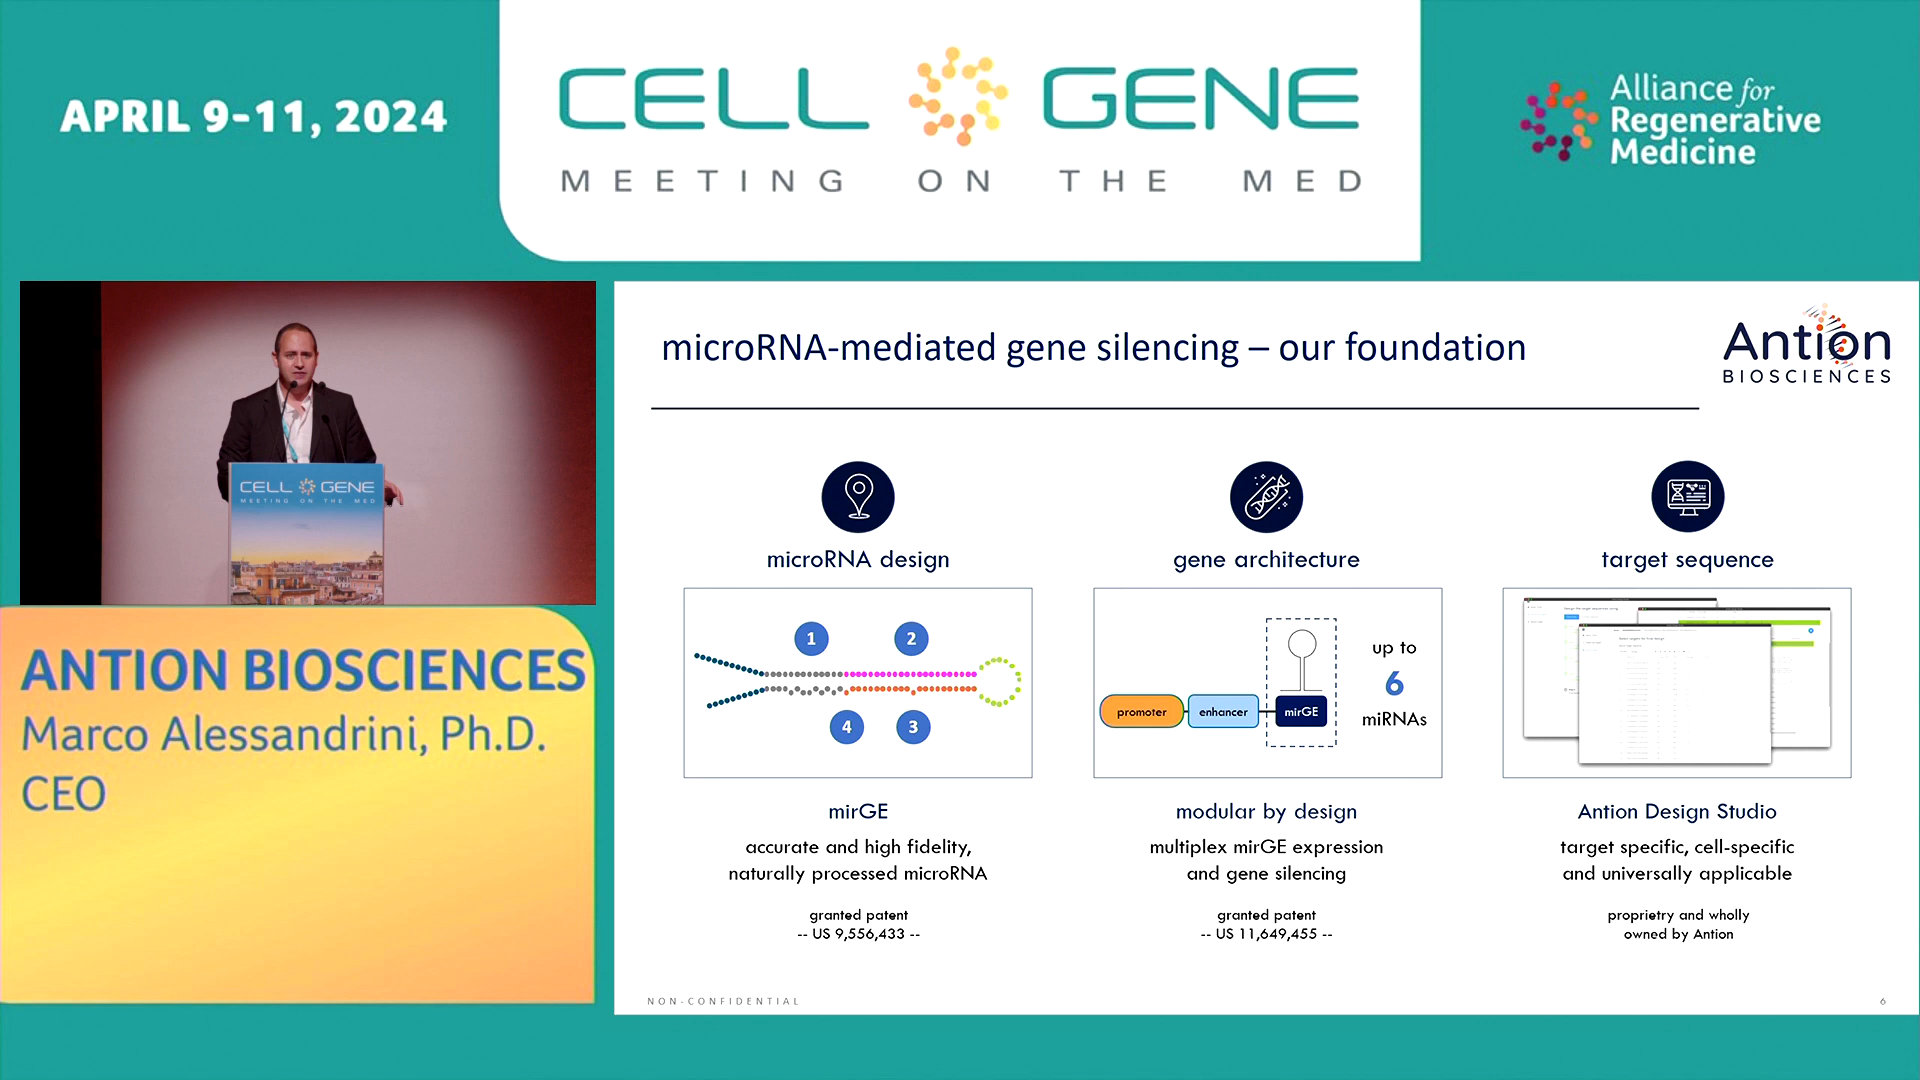 APRIL 9-11, 2024
CELL GENE
MEETING ON THE MED
Alliance for
Regenerative
Medicine
CELL GENE
MEETING ON THE MED
ANTION BIOSCIENCES
Marco Alessandrini, Ph.D.
CEO
microRNA-mediated gene silencing – our foundation
Antion
BIOSCIENCES
microRNA design
1
2
4
3
mirGE
accurate and high fidelity,
naturally processed microRNA
granted patent
-- US 9,556,433 --
gene architecture
promoter
enhancer
mirGE
up to
6
miRNAs
modular by design
multiplex mirGE expression
and gene silencing
granted patent
-- US 11,649,455 --
target sequence
Antion Design Studio
target specific, cell-specific
and universally applicable
proprietry and wholly
owned by Antion
NON-CONFIDENTIAL
6